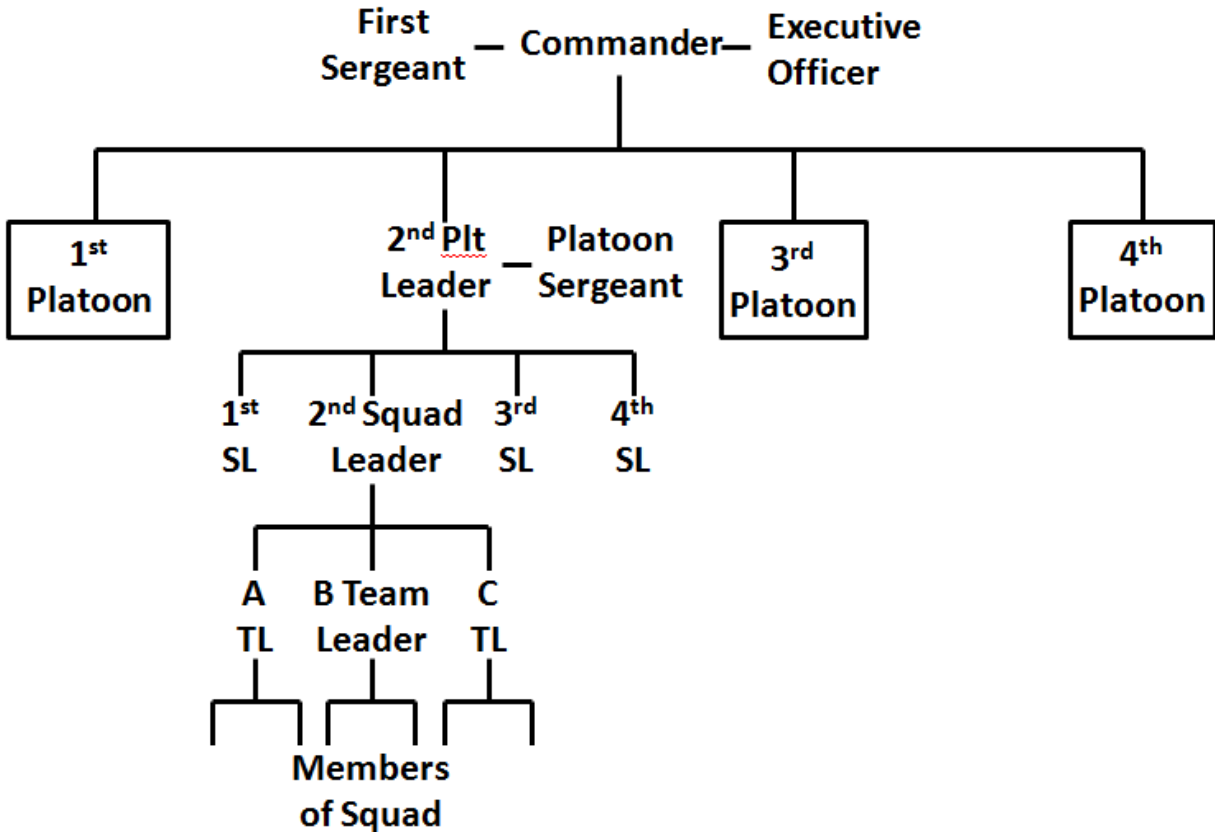 First
Sergeant
Commander
Executive
Officer
1st
Platoon
2nd Plt
Leader
Platoon
Sergeant
3rd
Platoon
4th
Platoon
1st
SL
2nd Squad
Leader
3rd
SL
4th
SL
A
TL
B Team
Leader
C
TL
Members
of Squad